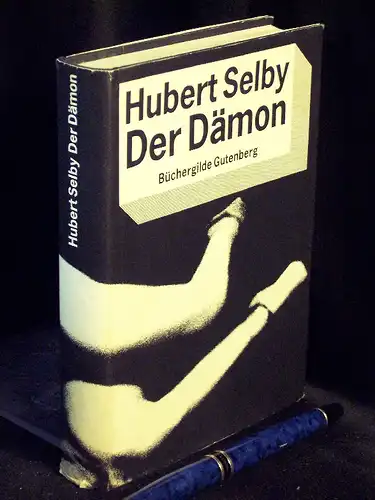 Hubert Selby Der Dämon
Hubert Selby
Der Dämon
Büchergilde Gutenberg